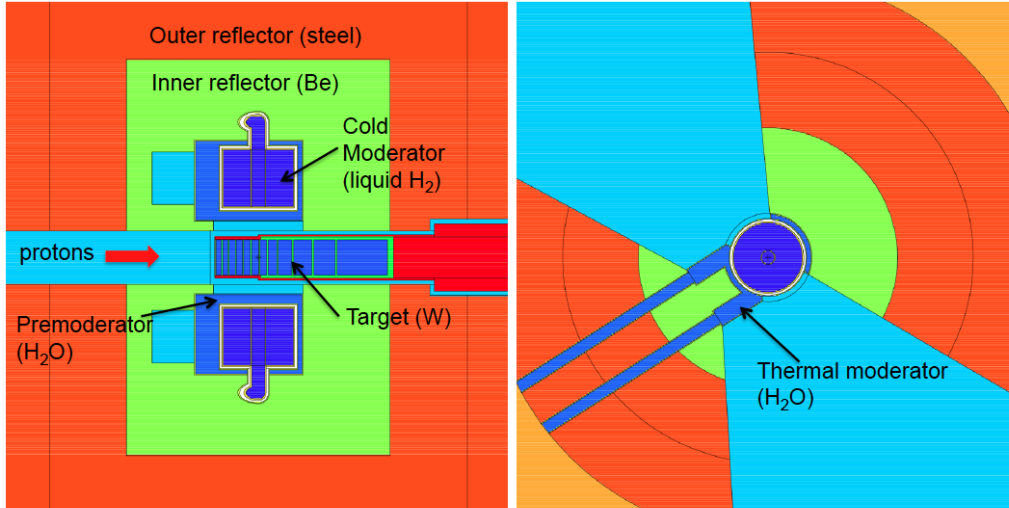 Outer reflector (steel)
Inner reflector (Be)
Cold
Moderator
(liquid H₂)
protons
Premoderator
(H₂O)
Target (W)
Thermal moderator
(H₂O)